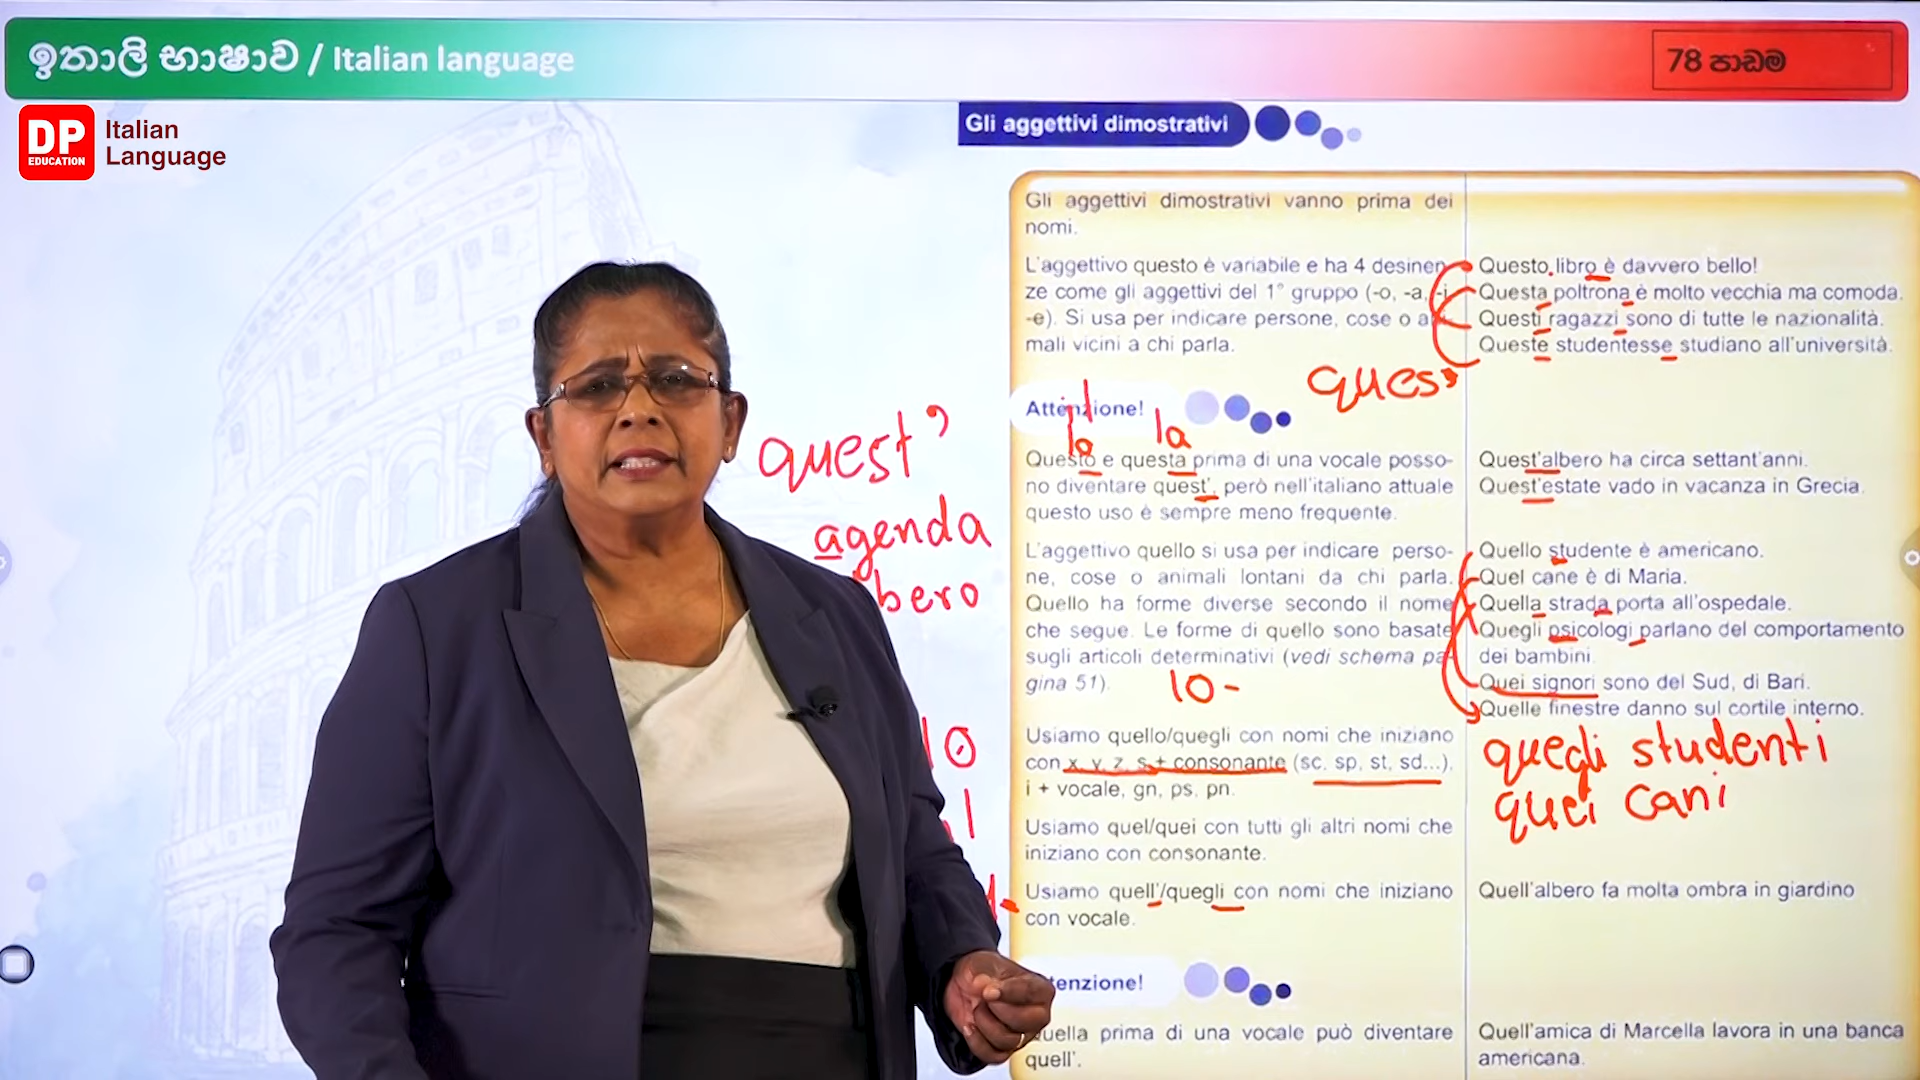 ඉතාලි භාෂාව / Italian language
78 පාඩම
DP
EDUCATION
Italian
Language
Gli aggettivi dimostrativi
Gli aggettivi dimostrativi vanno prima dei
nomi.
L'aggettivo questo è variabile e ha 4 desinen
ze come gli aggettivi del 1° gruppo (-o, -a, -i
-e). Si usa per indicare persone, cose o a
mali vicini a chi parla.
Questo libro è davvero bello!
Questa poltrona è molto vecchia ma comoda.
Questi ragazzi sono di tutte le nazionalità.
Queste studentesse studiano all'università.
ques
Attenzione!
il
lo
la
quest'
agenda
bero
Questo e questa prima di una vocale posso-
no diventare quest', però nell'italiano attuale
questo uso è sempre meno frequente.
Quest'albero ha circa settant'anni.
Quest'estate vado in vacanza in Grecia.
L'aggettivo quello si usa per indicare perso-
ne, cose o animali lontani da chi parla.
Quello ha forme diverse secondo il nome
che segue. Le forme di quello sono basate
sugli articoli determinativi (vedi schema pa-
gina 51).
lo-
Quello studente è americano.
Quel cane è di Maria.
Quella strada porta all'ospedale.
Quegli psicologi parlano del comportamento
dei bambini.
Quei signori sono del Sud, di Bari.
Quelle finestre danno sul cortile interno.
quegli studenti
quei cani
lo
Usiamo quello/quegli con nomi che iniziano
con x, y, z, s + consonante (sc, sp, st, sd...),
i + vocale, gn, ps, pn.
Usiamo quel/quei con tutti gli altri nomi che
iniziano con consonante.
Usiamo quell'/quegli con nomi che iniziano
con vocale.
Quell'albero fa molta ombra in giardino
tenzione!
uella prima di una vocale può diventare
quell'.
Quell'amica di Marcella lavora in una banca
americana.